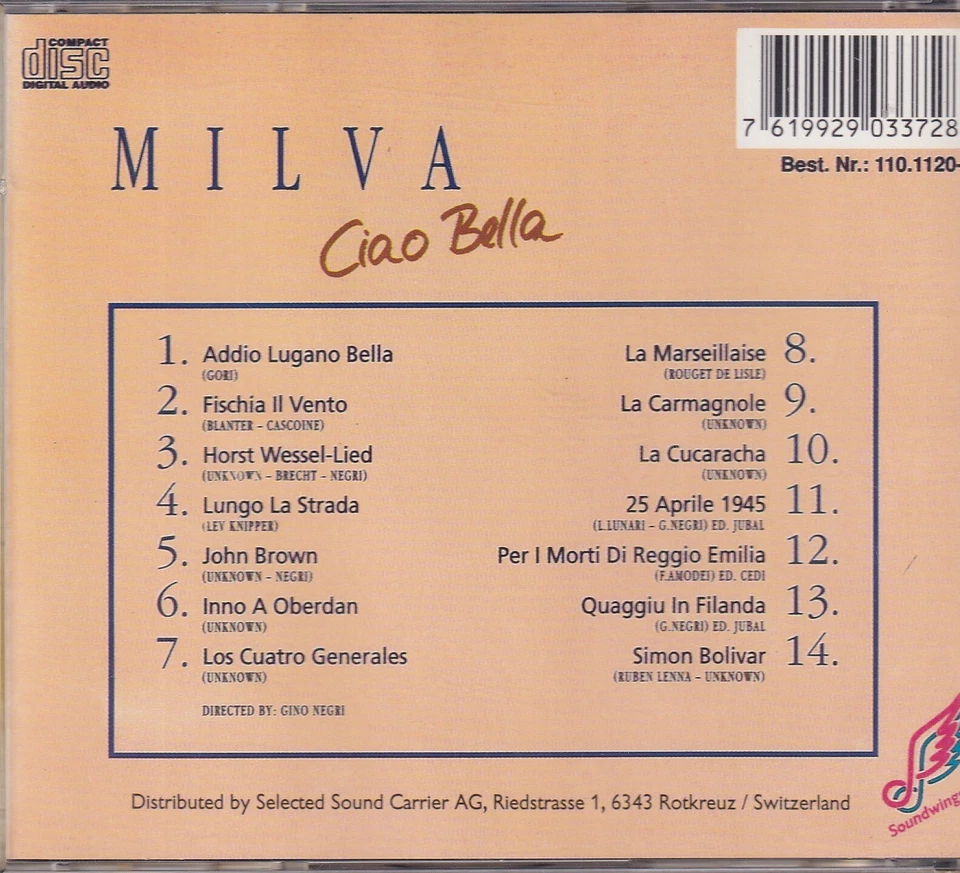 COMPACT
disc
DIGITAL AUDIO
7 619929 033728
Best. Nr.: 110.1120-
MILVA
Ciao Bella
1. Addio Lugano Bella
(GORI)
2. Fischia Il Vento
(BLANTER - CASCOINE)
3. Horst Wessel-Lied
(UNKNOWN - BRECHT - NEGRI)
4. Lungo La Strada
(LEV KNIPPER)
5. John Brown
(UNKNOWN - NEGRI)
6. Inno A Oberdan
(UNKNOWN)
7. Los Cuatro Generales
(UNKNOWN)
DIRECTED BY: GINO NEGRI
La Marseillaise 8.
(ROUGET DE LISLE)
La Carmagnole 9.
(UNKNOWN)
La Cucaracha 10.
(UNKNOWN)
25 Aprile 1945 11.
(L.LUNARI - G.NEGRI) ED. JUBAL
Per I Morti Di Reggio Emilia 12.
(F.AMODEI) ED. CEDI
Quaggiu In Filanda 13.
(G.NEGRI) ED. JUBAL
Simon Bolivar 14.
(RUBEN LENNA - UNKNOWN)
Distributed by Selected Sound Carrier AG, Riedstrasse 1, 6343 Rotkreuz / Switzerland
Soundwing